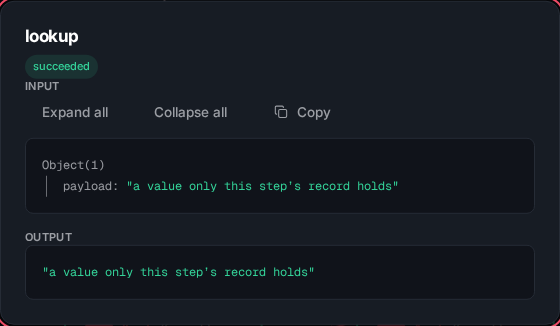 lookup
succeeded
INPUT
Expand all Collapse all Copy
Object(1)
payload: "a value only this step's record holds"
OUTPUT
"a value only this step's record holds"